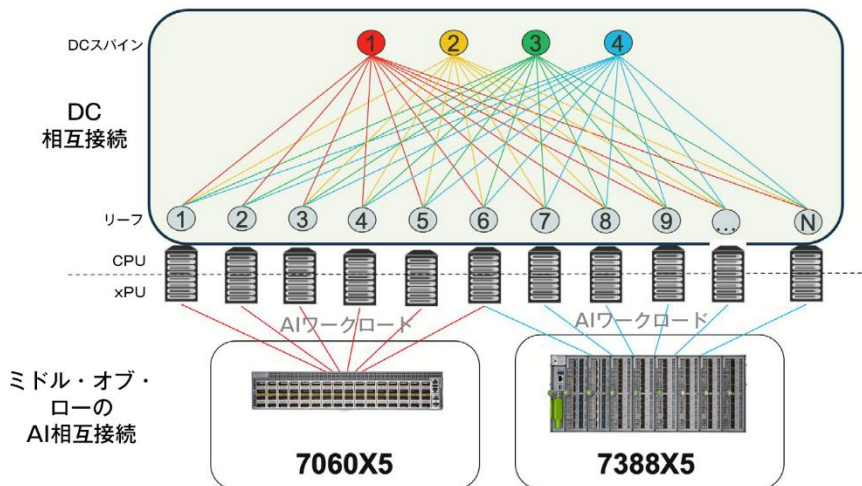 DCスパイン
1 2 3 4
DC
相互接続
リーフ
1 2 3 4 5 6 7 8 9 ... N
CPU
xPU
AIワークロード AIワークロード
ミドル・オブ・
ローの
AI相互接続
7060X5 7388X5